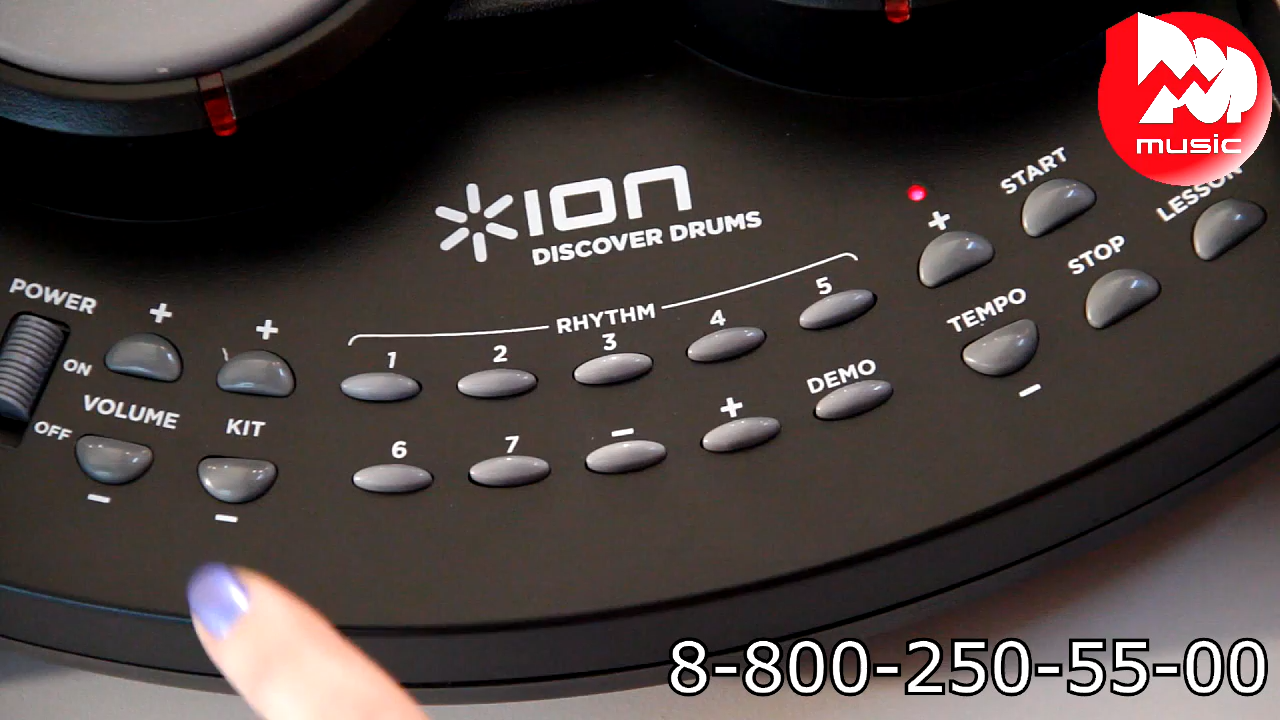 POP
music
ION
DISCOVER DRUMS
START
LESSON
+
STOP
TEMPO
−
POWER
ON
OFF
+
VOLUME
−
+
KIT
−
RHYTHM
1 2 3 4 5
6 7 − +
DEMO
8-800-250-55-00